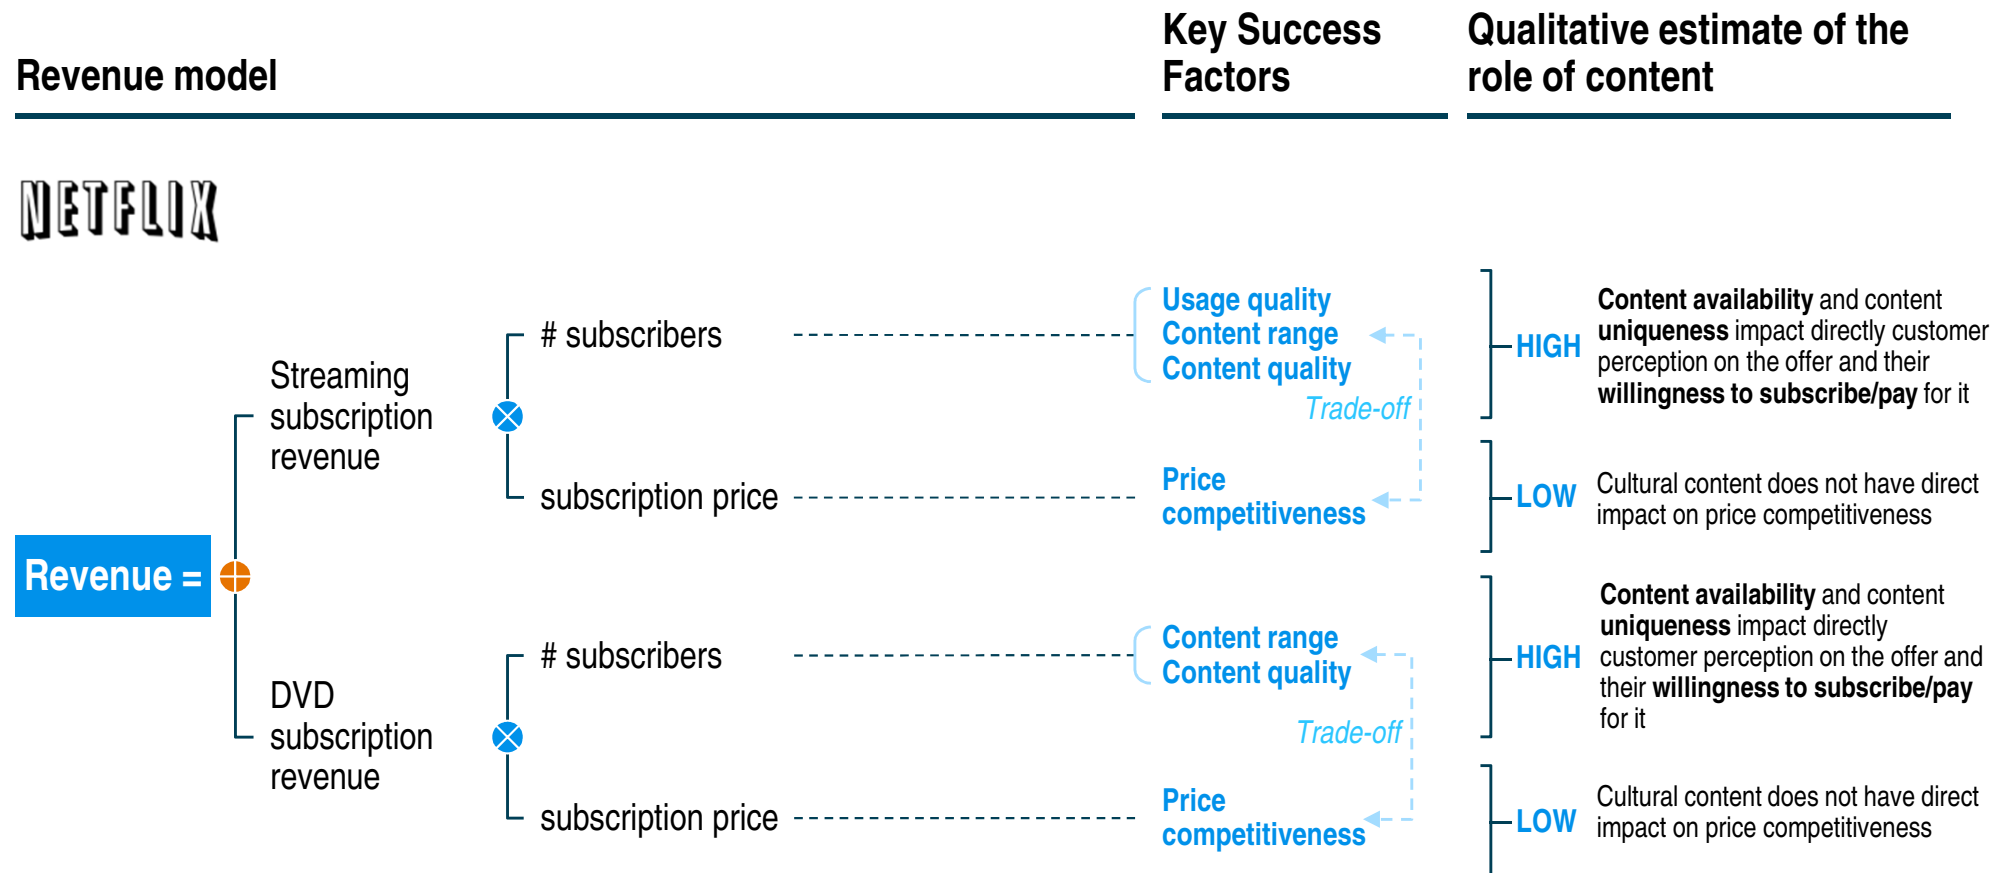 Revenue model
Key Success
Factors
Qualitative estimate of the
role of content
NETFLIX
Revenue =
Streaming
subscription
revenue
# subscribers
Usage quality
Content range
Content quality
Trade-off
HIGH
Content availability and content
uniqueness impact directly customer
perception on the offer and their
willingness to subscribe/pay for it
subscription price
Price
competitiveness
LOW
Cultural content does not have direct
impact on price competitiveness
DVD
subscription
revenue
# subscribers
Content range
Content quality
Trade-off
HIGH
Content availability and content
uniqueness impact directly
customer perception on the offer and
their willingness to subscribe/pay
for it
subscription price
Price
competitiveness
LOW
Cultural content does not have direct
impact on price competitiveness